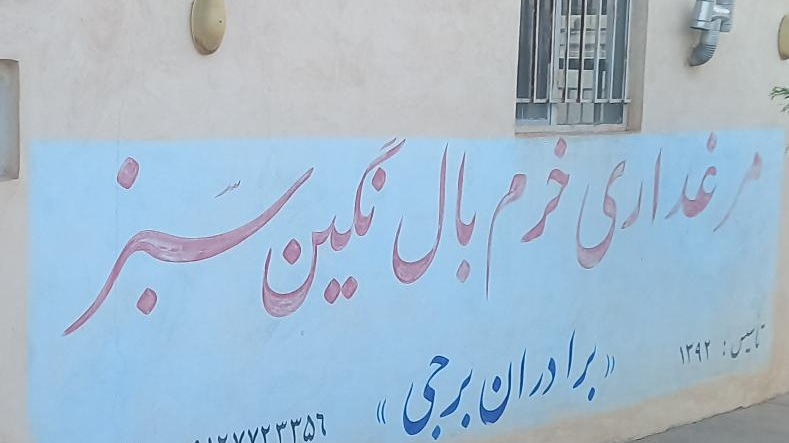 مرغداری خرم بال نگین سبز
تاسیس: ۱۳۹۲
«برادران برجی»